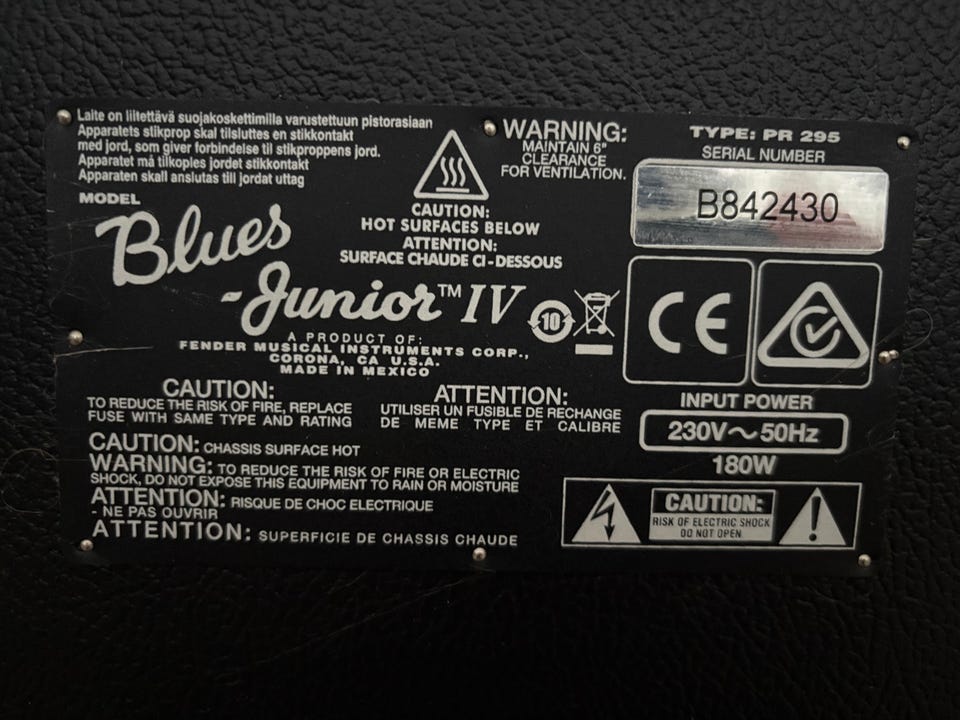 Laite on liitettävä suojakoskettimilla varustettuun pistorasiaan
Apparatets stikprop skal tilsluttes en stikkontakt
med jord, som giver forbindelse til stikproppens jord.
Apparatet må tilkoples jordet stikkontakt
Apparaten skall anslutas till jordat uttag
MODEL
Blues
-Junior™ IV
A PRODUCT OF:
FENDER MUSICAL INSTRUMENTS CORP.,
CORONA, CA U.S.A.
MADE IN MEXICO
CAUTION:
HOT SURFACES BELOW
ATTENTION:
SURFACE CHAUDE CI-DESSOUS
WARNING:
MAINTAIN 6"
CLEARANCE
FOR VENTILATION.
TYPE: PR 295
SERIAL NUMBER
B842430
10
CE
INPUT POWER
230V~50Hz
180W
CAUTION:
TO REDUCE THE RISK OF FIRE, REPLACE
FUSE WITH SAME TYPE AND RATING
ATTENTION:
UTILISER UN FUSIBLE DE RECHANGE
DE MEME TYPE ET CALIBRE
CAUTION: CHASSIS SURFACE HOT
WARNING: TO REDUCE THE RISK OF FIRE OR ELECTRIC
SHOCK, DO NOT EXPOSE THIS EQUIPMENT TO RAIN OR MOISTURE
ATTENTION: RISQUE DE CHOC ELECTRIQUE
- NE PAS OUVRIR
ATTENTION: SUPERFICIE DE CHASSIS CHAUDE
CAUTION:
RISK OF ELECTRIC SHOCK
DO NOT OPEN